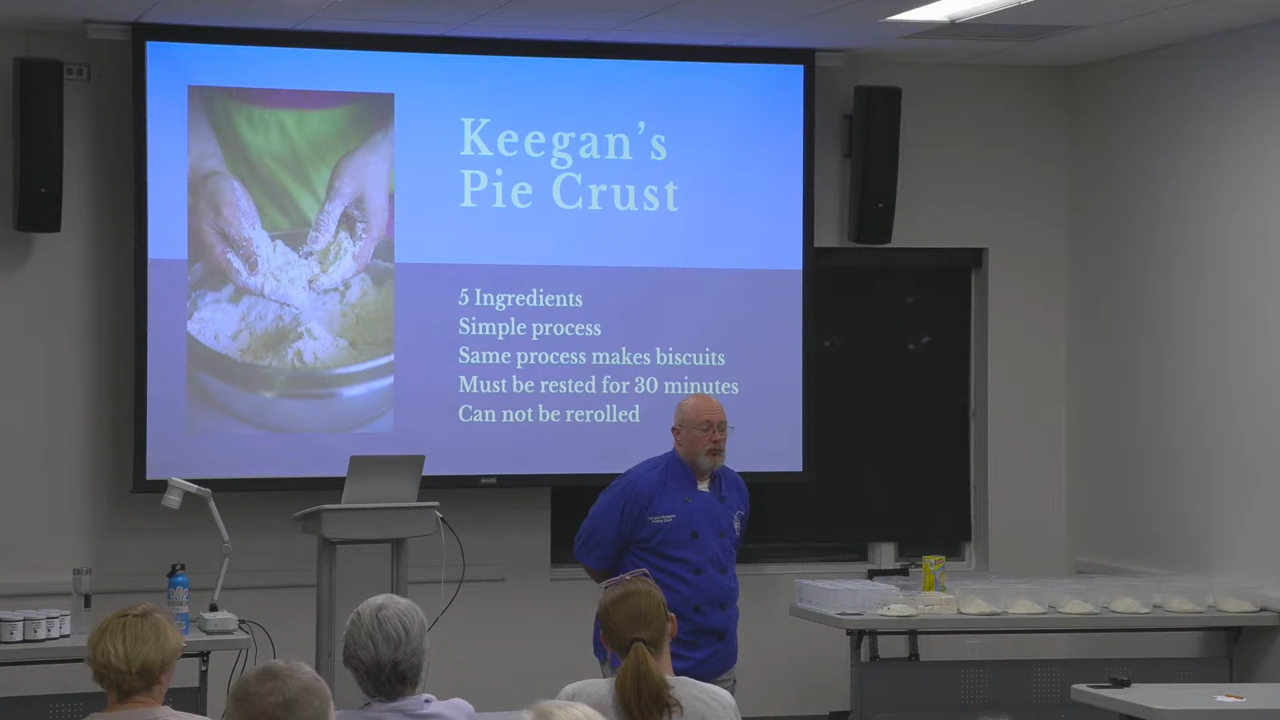 Keegan’s
Pie Crust
5 Ingredients
Simple process
Same process makes biscuits
Must be rested for 30 minutes
Can not be rerolled